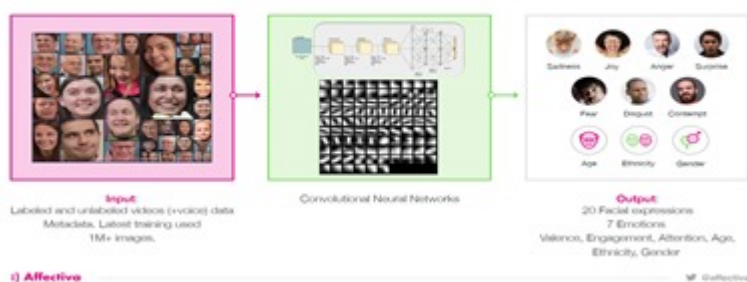 Sadness Joy Anger Surprise
Fear Disgust Contempt
Age Ethnicity Gender
Input:
Labeled and unlabeled videos (+voice) data
Metadata. Latest training used
1M+ images.
Convolutional Neural Networks
Output:
20 Facial expressions
7 Emotions
Valence, Engagement, Attention, Age,
Ethnicity, Gender
Affectiva
@affectiva